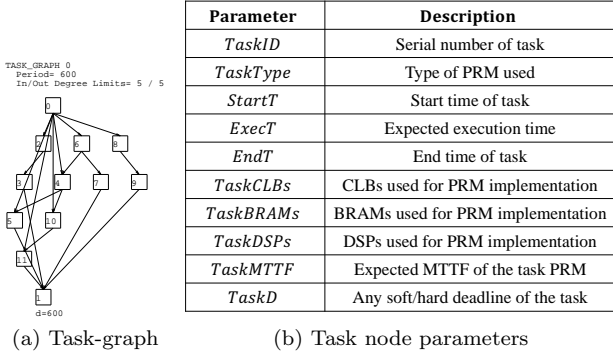 TASK_GRAPH 0
Period= 600
In/Out Degree Limits= 5 / 5
0
2
6
8
3
4
7
9
5
10
11
1
d=600
(a) Task-graph
Parameter Description
TaskID Serial number of task
TaskType Type of PRM used
StartT Start time of task
ExecT Expected execution time
EndT End time of task
TaskCLBs CLBs used for PRM implementation
TaskBRAMs BRAMs used for PRM implementation
TaskDSPs DSPs used for PRM implementation
TaskMTTF Expected MTTF of the task PRM
TaskD Any soft/hard deadline of the task
(b) Task node parameters